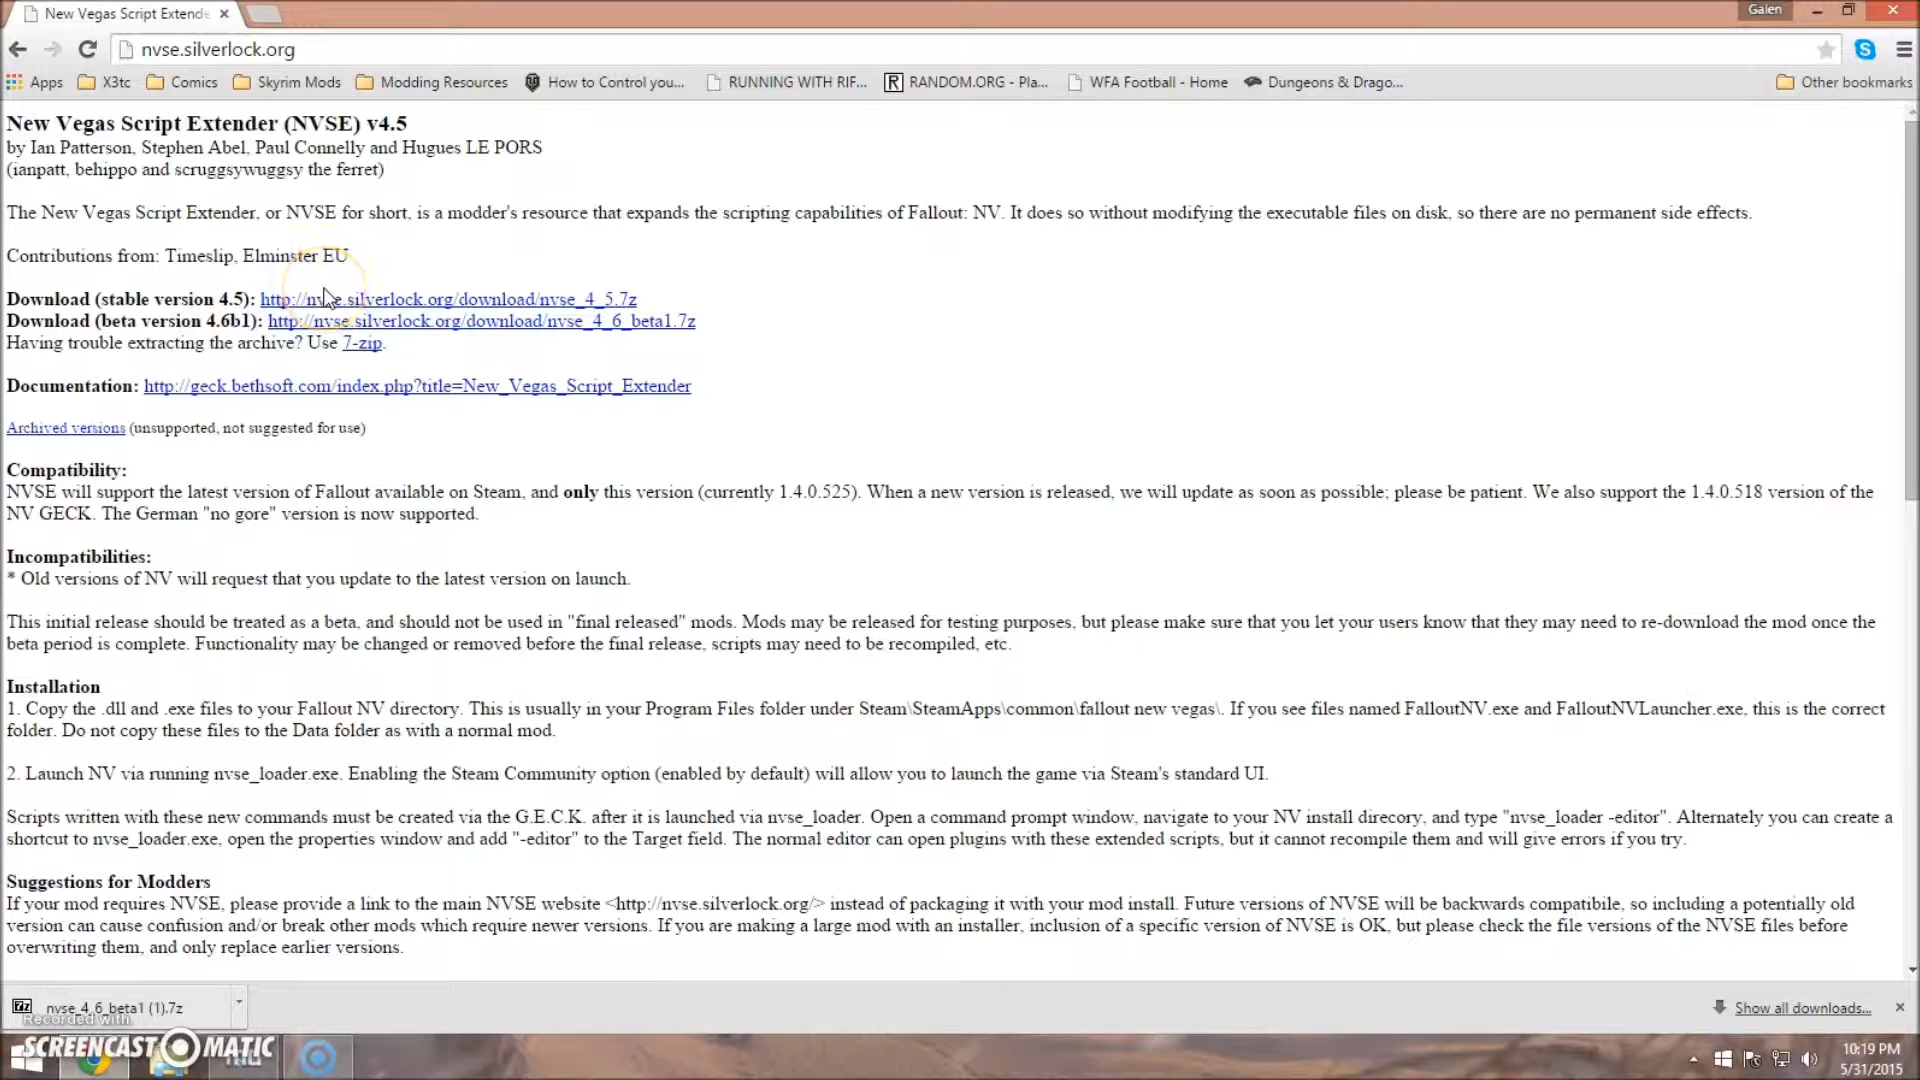 New Vegas Script Extende
Galen
nvse.silverlock.org
Apps X3tc Comics Skyrim Mods Modding Resources How to Control you... RUNNING WITH RIF... RANDOM.ORG - Pla... WFA Football - Home Dungeons & Drago... Other bookmarks
New Vegas Script Extender (NVSE) v4.5
by Ian Patterson, Stephen Abel, Paul Connelly and Hugues LE PORS
(ianpatt, behippo and scruggsywuggsy the ferret)
The New Vegas Script Extender, or NVSE for short, is a modder's resource that expands the scripting capabilities of Fallout: NV. It does so without modifying the executable files on disk, so there are no permanent side effects.
Contributions from: Timeslip, Elminster EU
Download (stable version 4.5): http://nvse.silverlock.org/download/nvse_4_5.7z
Download (beta version 4.6b1): http://nvse.silverlock.org/download/nvse_4_6_beta1.7z
Having trouble extracting the archive? Use 7-zip.
Documentation: http://geck.bethsoft.com/index.php?title=New_Vegas_Script_Extender
Archived versions (unsupported, not suggested for use)
Compatibility:
NVSE will support the latest version of Fallout available on Steam, and only this version (currently 1.4.0.525). When a new version is released, we will update as soon as possible; please be patient. We also support the 1.4.0.518 version of the
NV GECK. The German "no gore" version is now supported.
Incompatibilities:
* Old versions of NV will request that you update to the latest version on launch.
This initial release should be treated as a beta, and should not be used in "final released" mods. Mods may be released for testing purposes, but please make sure that you let your users know that they may need to re-download the mod once the
beta period is complete. Functionality may be changed or removed before the final release, scripts may need to be recompiled, etc.
Installation
1. Copy the .dll and .exe files to your Fallout NV directory. This is usually in your Program Files folder under Steam\SteamApps\common\fallout new vegas\. If you see files named FalloutNV.exe and FalloutNVLauncher.exe, this is the correct
folder. Do not copy these files to the Data folder as with a normal mod.
2. Launch NV via running nvse_loader.exe. Enabling the Steam Community option (enabled by default) will allow you to launch the game via Steam's standard UI.
Scripts written with these new commands must be created via the G.E.C.K. after it is launched via nvse_loader. Open a command prompt window, navigate to your NV install direcory, and type "nvse_loader -editor". Alternately you can create a
shortcut to nvse_loader.exe, open the properties window and add "-editor" to the Target field. The normal editor can open plugins with these extended scripts, but it cannot recompile them and will give errors if you try.
Suggestions for Modders
If your mod requires NVSE, please provide a link to the main NVSE website <http://nvse.silverlock.org/> instead of packaging it with your mod install. Future versions of NVSE will be backwards compatibile, so including a potentially old
version can cause confusion and/or break other mods which require newer versions. If you are making a large mod with an installer, inclusion of a specific version of NVSE is OK, but please check the file versions of the NVSE files before
overwriting them, and only replace earlier versions.
nvse_4_6_beta1 (1).7z
Show all downloads...
Recorded with
SCREENCAST MATIC
10:19 PM
5/31/2015